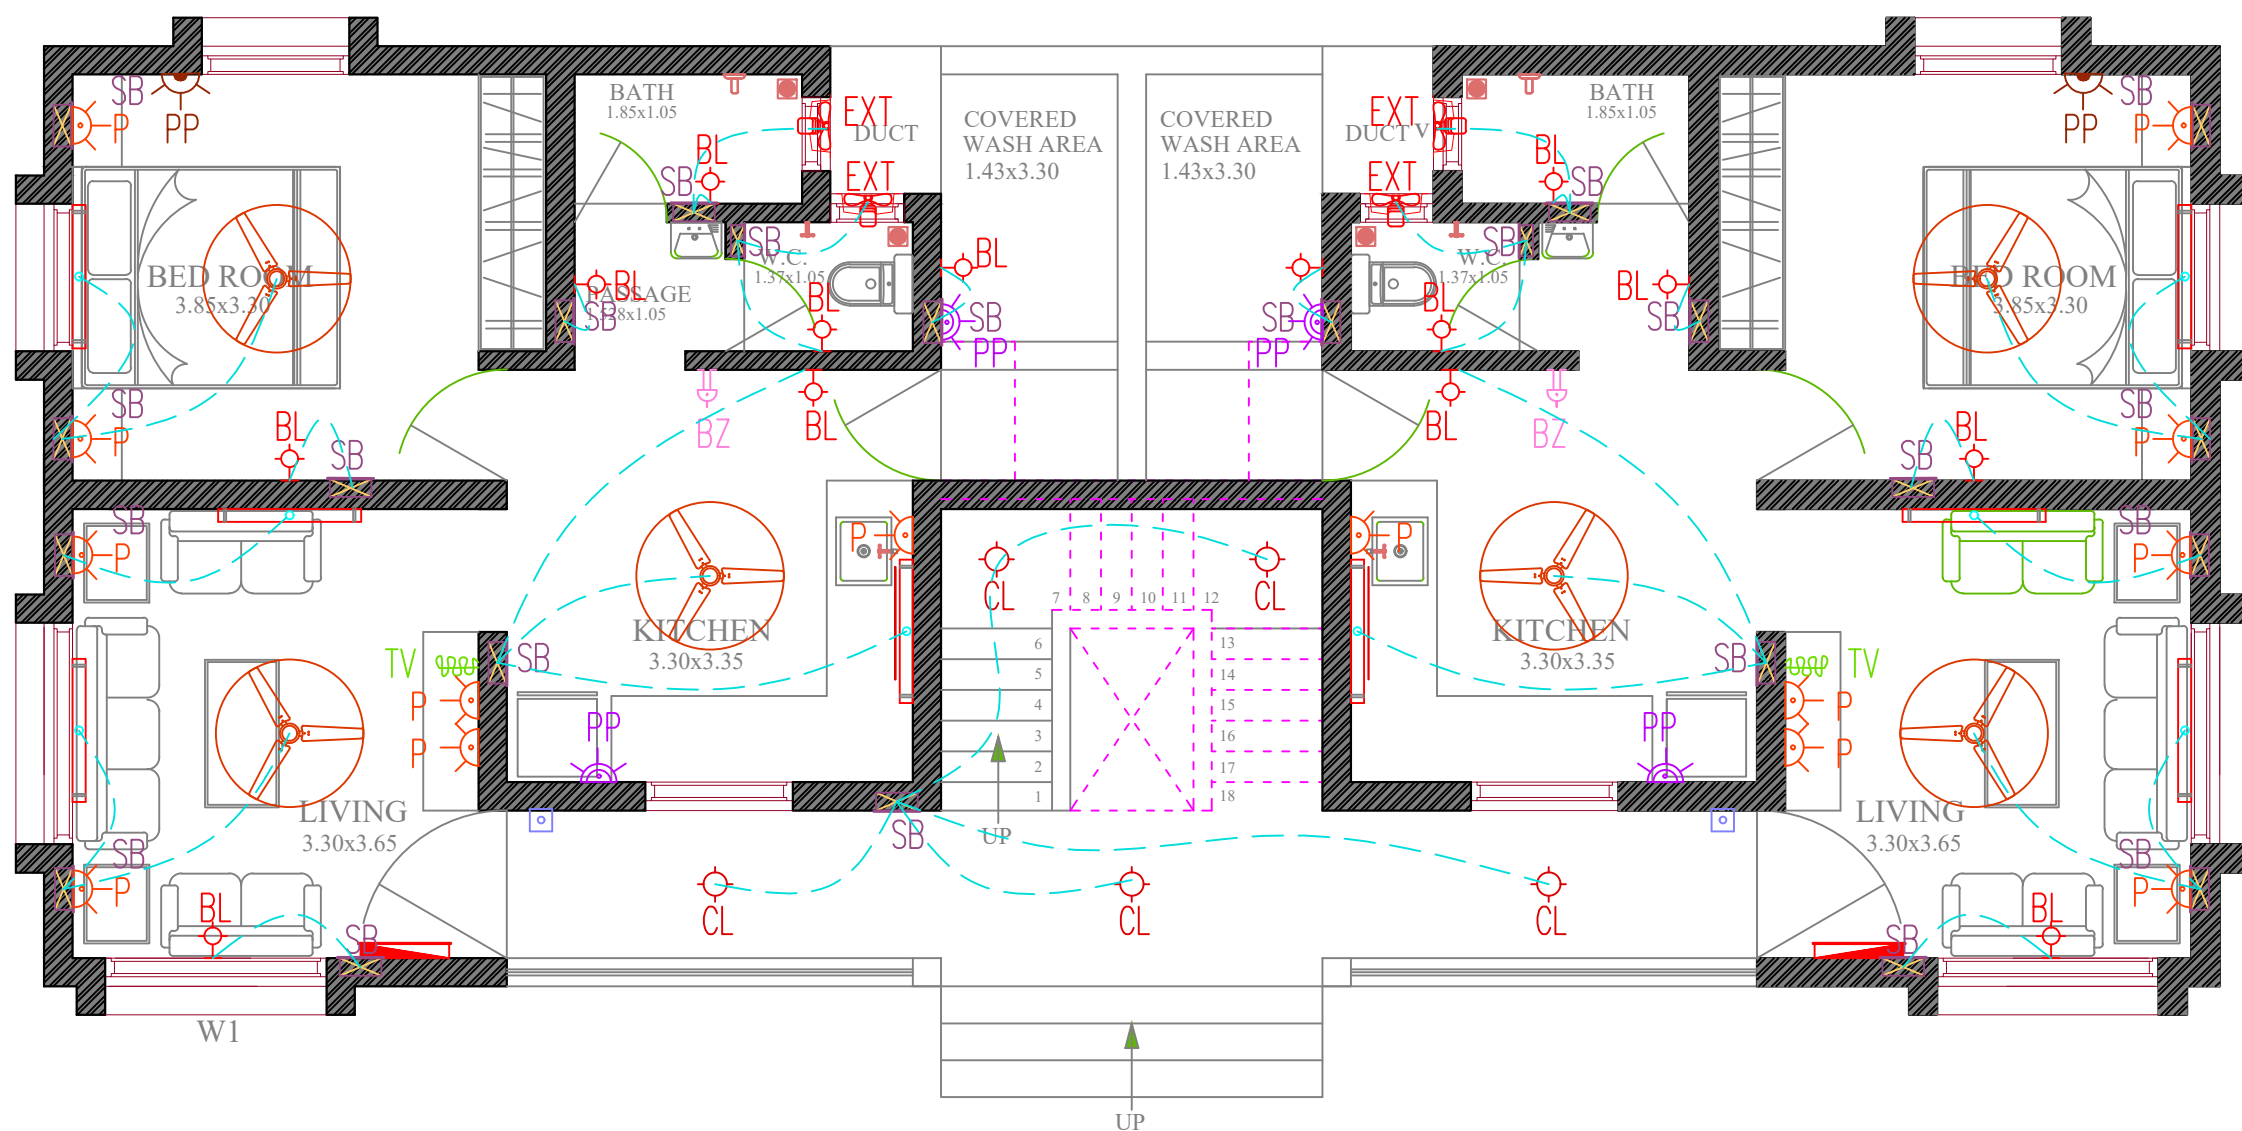 BATH
1.85x1.05
BATH
1.85x1.05
SB
P
PP
EXT
DUCT
COVERED
WASH AREA
1.43x3.30
COVERED
WASH AREA
1.43x3.30
EXT
DUCT V
SB
P
PP
BL
SB
EXT
EXT
BL
SB
SB
W.C.
1.37x1.05
BL
SB
W.C.
1.37x1.05
BED ROOM
3.85x3.30
BL
PASSAGE
SB
BL
SB
PP
SB
PP
BL
BL
SB
BED ROOM
3.85x3.30
SB
P
BL
SB
BZ
BL
BL
BZ
SB
BL
SB
P
SB
P
P
CL
CL
P
SB
P
7
8
9
10
11
12
KITCHEN
3.30x3.35
KITCHEN
3.30x3.35
TV
SB
SB
TV
6
5
4
3
2
1
13
14
15
16
17
18
P
P
PP
PP
P
P
LIVING
3.30x3.65
UP
SB
LIVING
3.30x3.65
SB
P
SB
P
BL
SB
CL
CL
CL
BL
SB
W1
UP